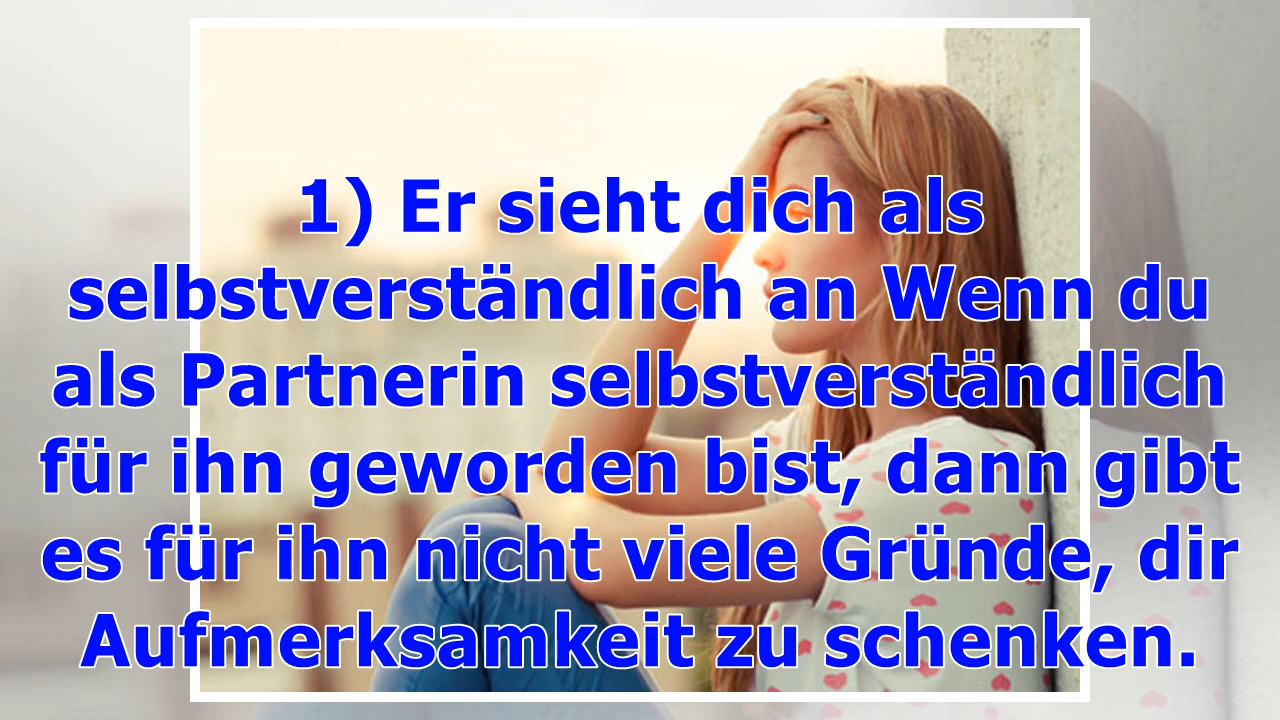 1) Er sieht dich als
selbstverständlich an Wenn du
als Partnerin selbstverständlich
für ihn geworden bist, dann gibt
es für ihn nicht viele Gründe, dir
Aufmerksamkeit zu schenken.